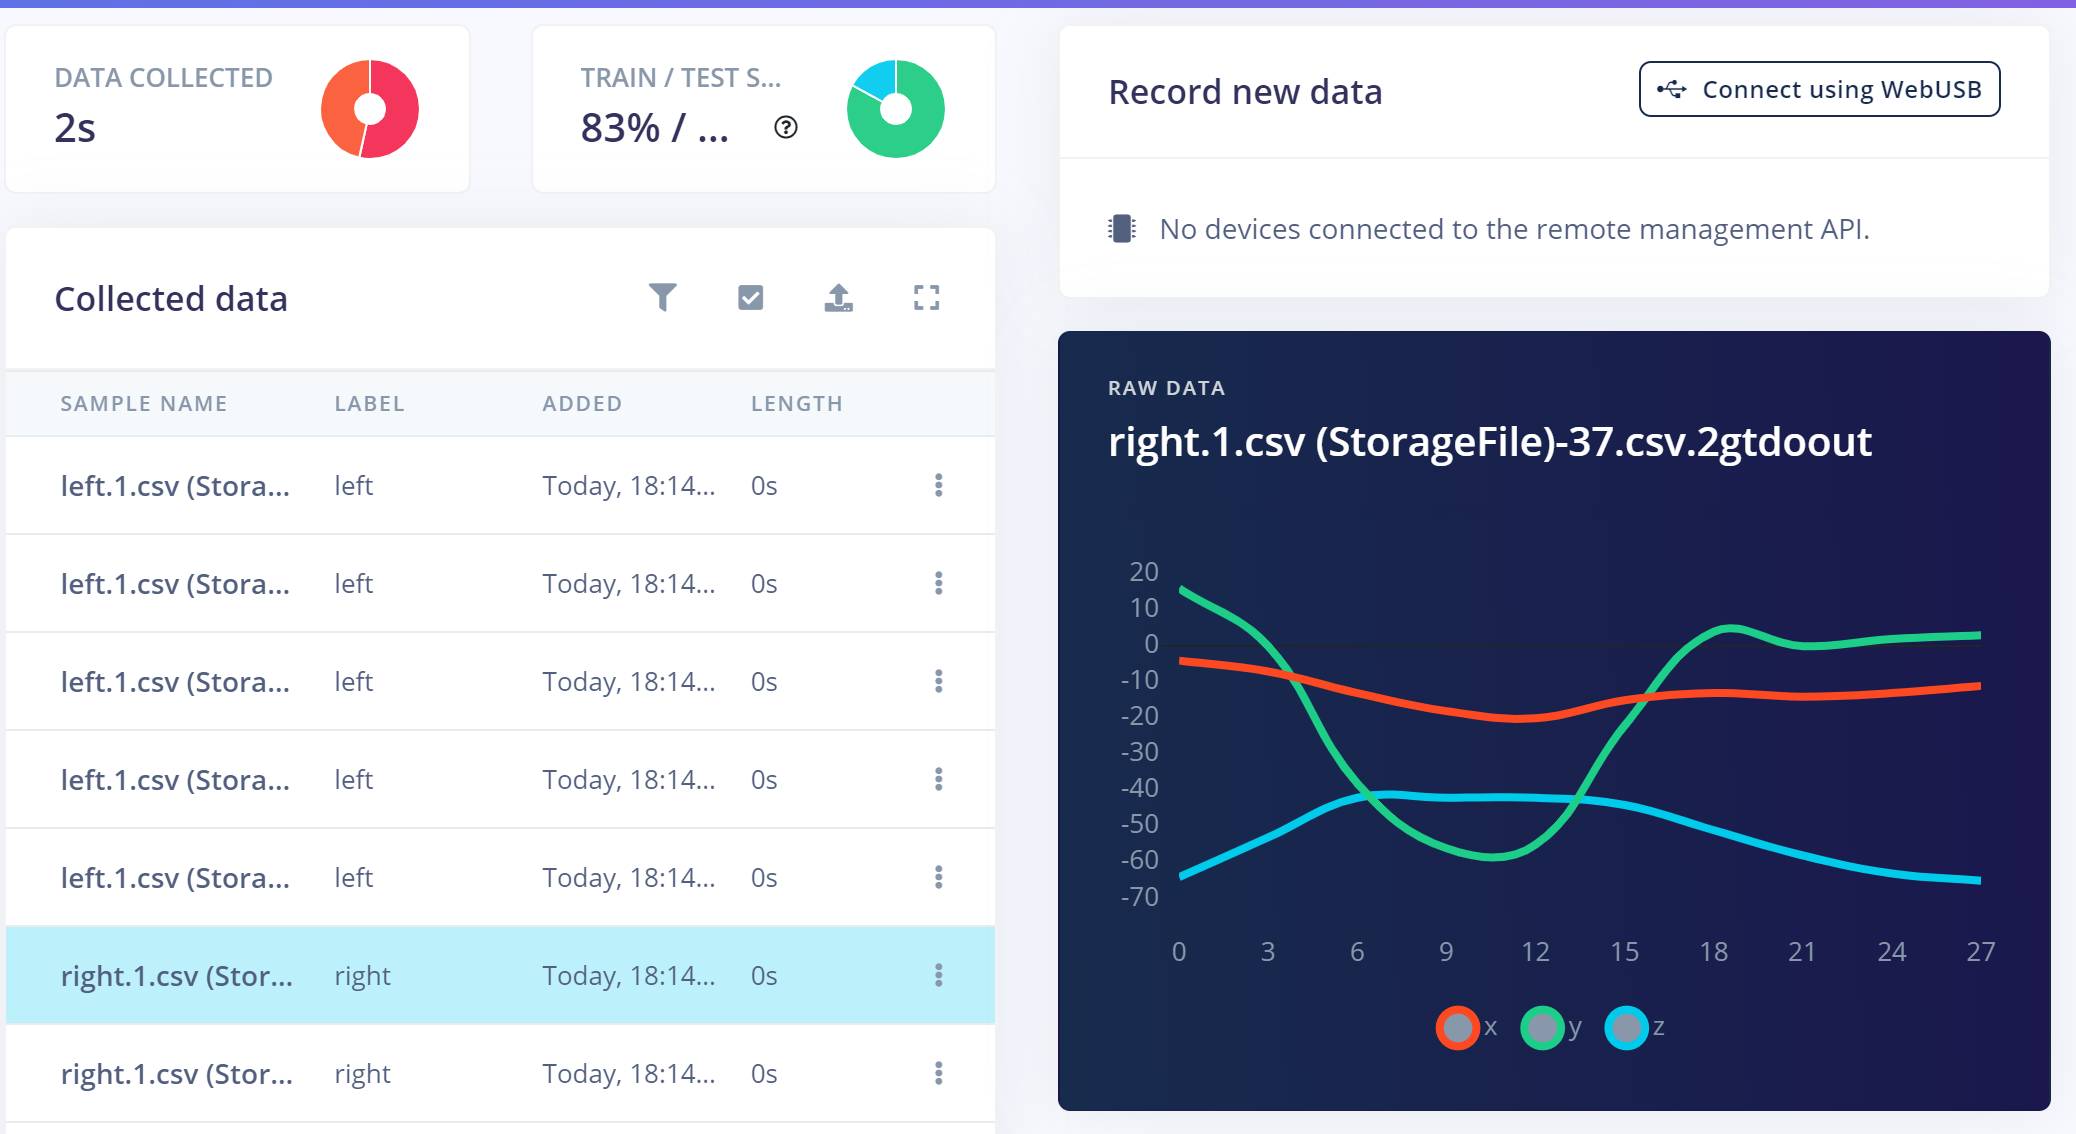 DATA COLLECTED
2s
TRAIN / TEST S...
83% / ...
?
Record new data
Connect using WebUSB
No devices connected to the remote management API.
Collected data
SAMPLE NAME LABEL ADDED LENGTH
left.1.csv (Stora... left Today, 18:14... 0s
left.1.csv (Stora... left Today, 18:14... 0s
left.1.csv (Stora... left Today, 18:14... 0s
left.1.csv (Stora... left Today, 18:14... 0s
left.1.csv (Stora... left Today, 18:14... 0s
right.1.csv (Stor... right Today, 18:14... 0s
right.1.csv (Stor... right Today, 18:14... 0s
RAW DATA
right.1.csv (StorageFile)-37.csv.2gtdoout
20
10
0
-10
-20
-30
-40
-50
-60
-70
0 3 6 9 12 15 18 21 24 27
x y z